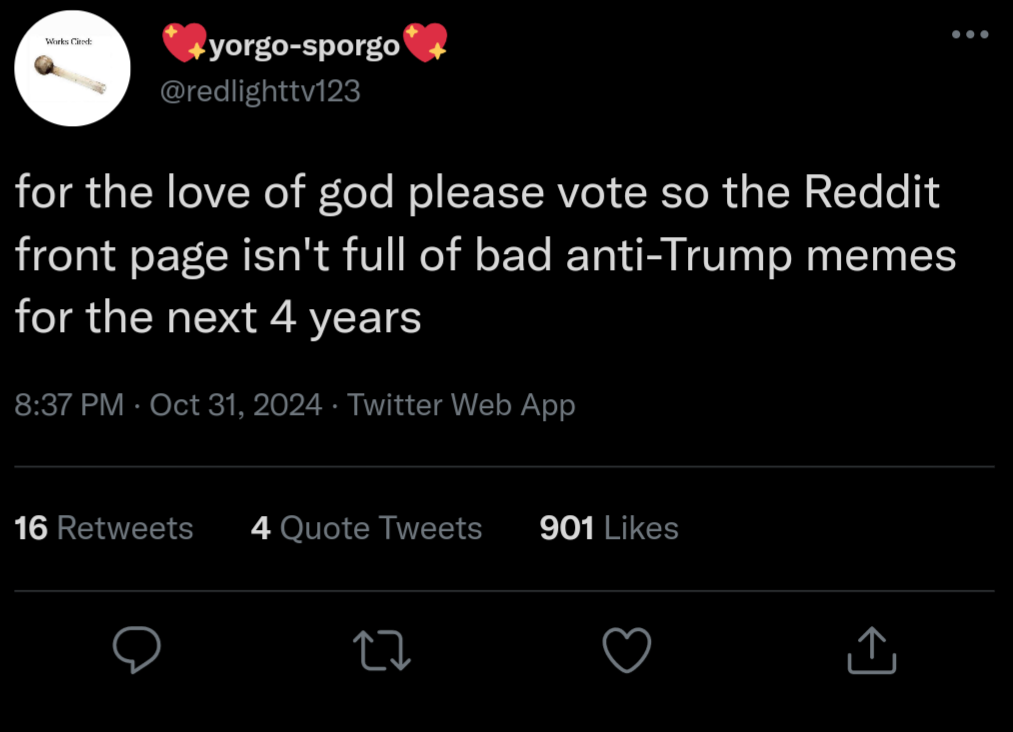 Works Cited:
💖yorgo-sporgo💖
@redlighttv123
for the love of god please vote so the Reddit
front page isn't full of bad anti-Trump memes
for the next 4 years
8:37 PM · Oct 31, 2024 · Twitter Web App
16 Retweets 4 Quote Tweets 901 Likes